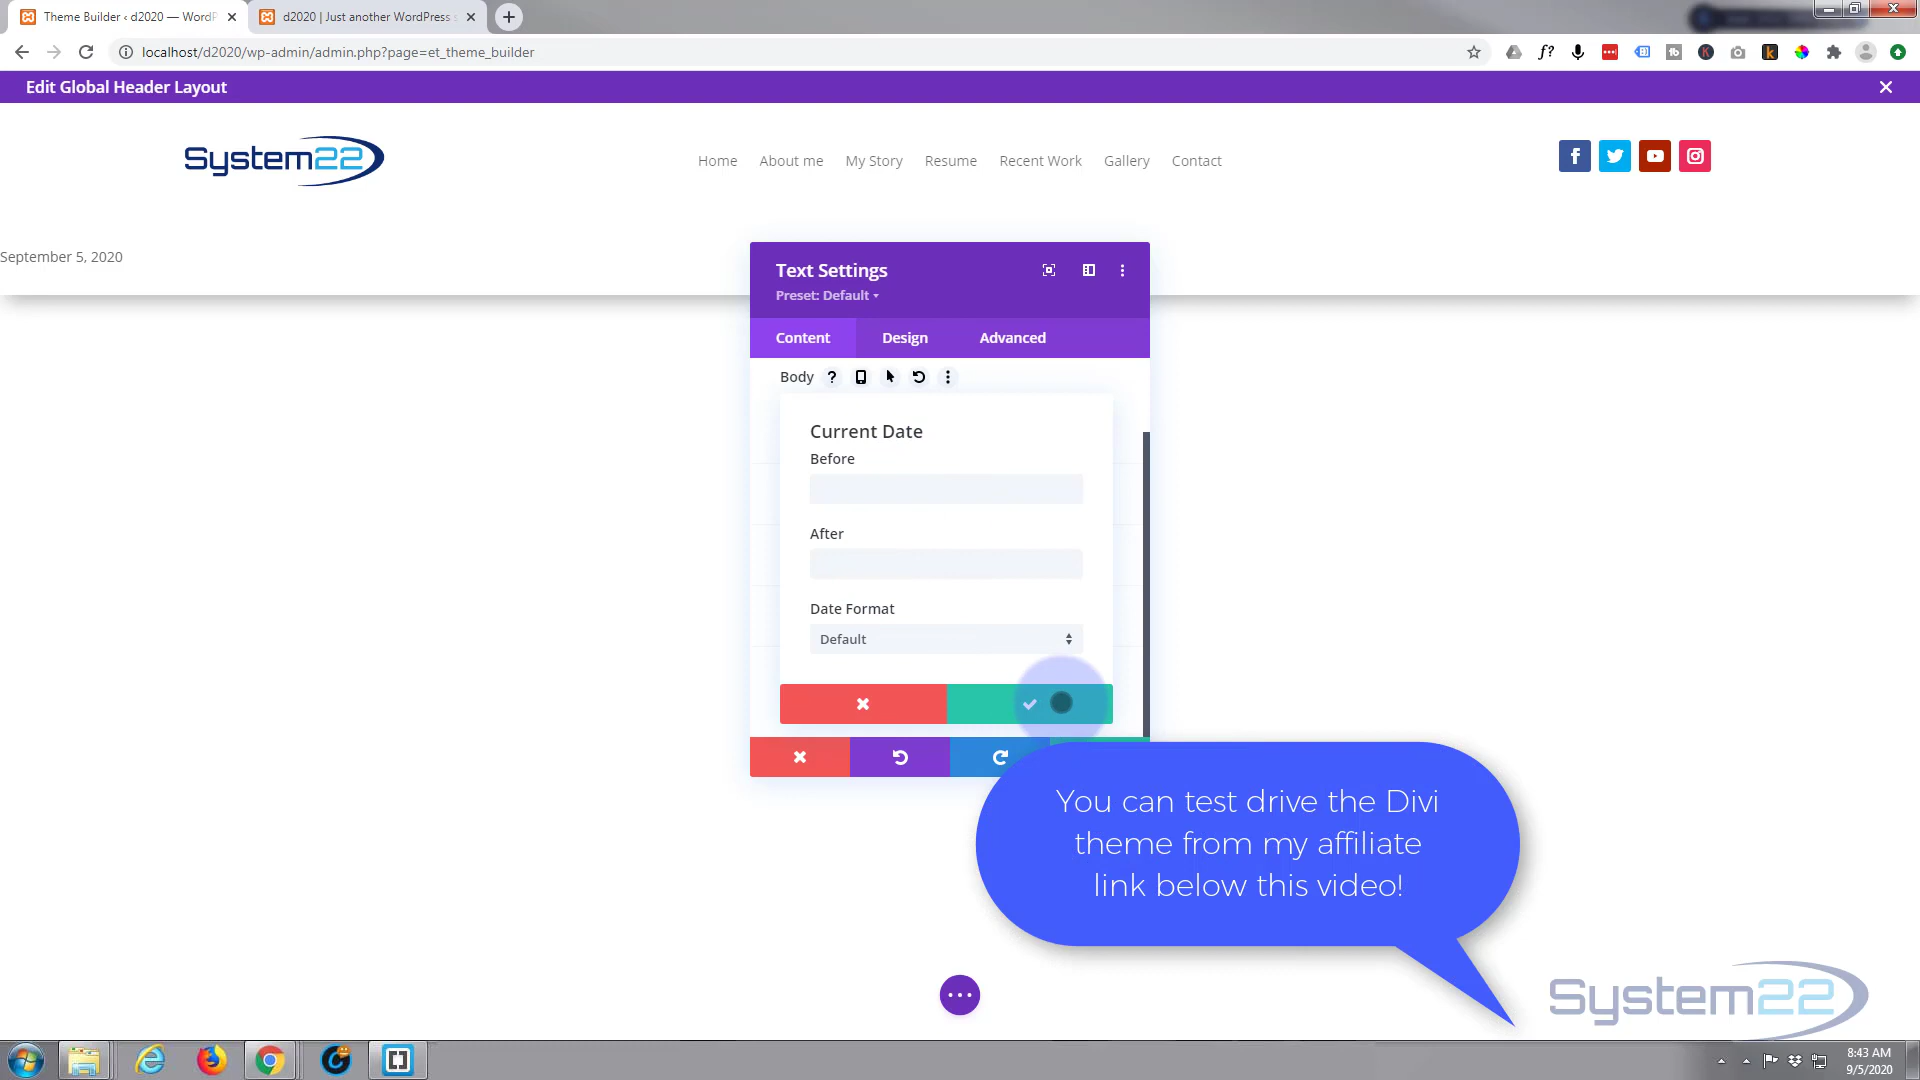 Theme Builder ‹ d2020 — WordP
d2020 | Just another WordPress s
localhost/d2020/wp-admin/admin.php?page=et_theme_builder
Edit Global Header Layout
System22
Home
About me
My Story
Resume
Recent Work
Gallery
Contact
September 5, 2020
Text Settings
Preset: Default
Content
Design
Advanced
Body
Current Date
Before
After
Date Format
Default
You can test drive the Divi
theme from my affiliate
link below this video!
System22
8:43 AM
9/5/2020